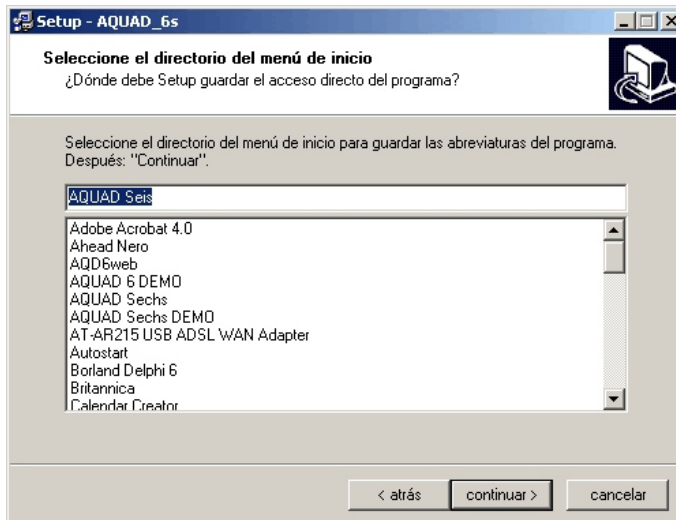 Setup - AQUAD_6s
Seleccione el directorio del menú de inicio
¿Dónde debe Setup guardar el acceso directo del programa?
Seleccione el directorio del menú de inicio para guardar las abreviaturas del programa.
Después: "Continuar".
AQUAD Seis
Adobe Acrobat 4.0
Ahead Nero
AQD6web
AQUAD 6 DEMO
AQUAD Sechs
AQUAD Sechs DEMO
AT-AR215 USB ADSL WAN Adapter
Autostart
Borland Delphi 6
Britannica
Calendar Creator
< atrás
continuar >
cancelar